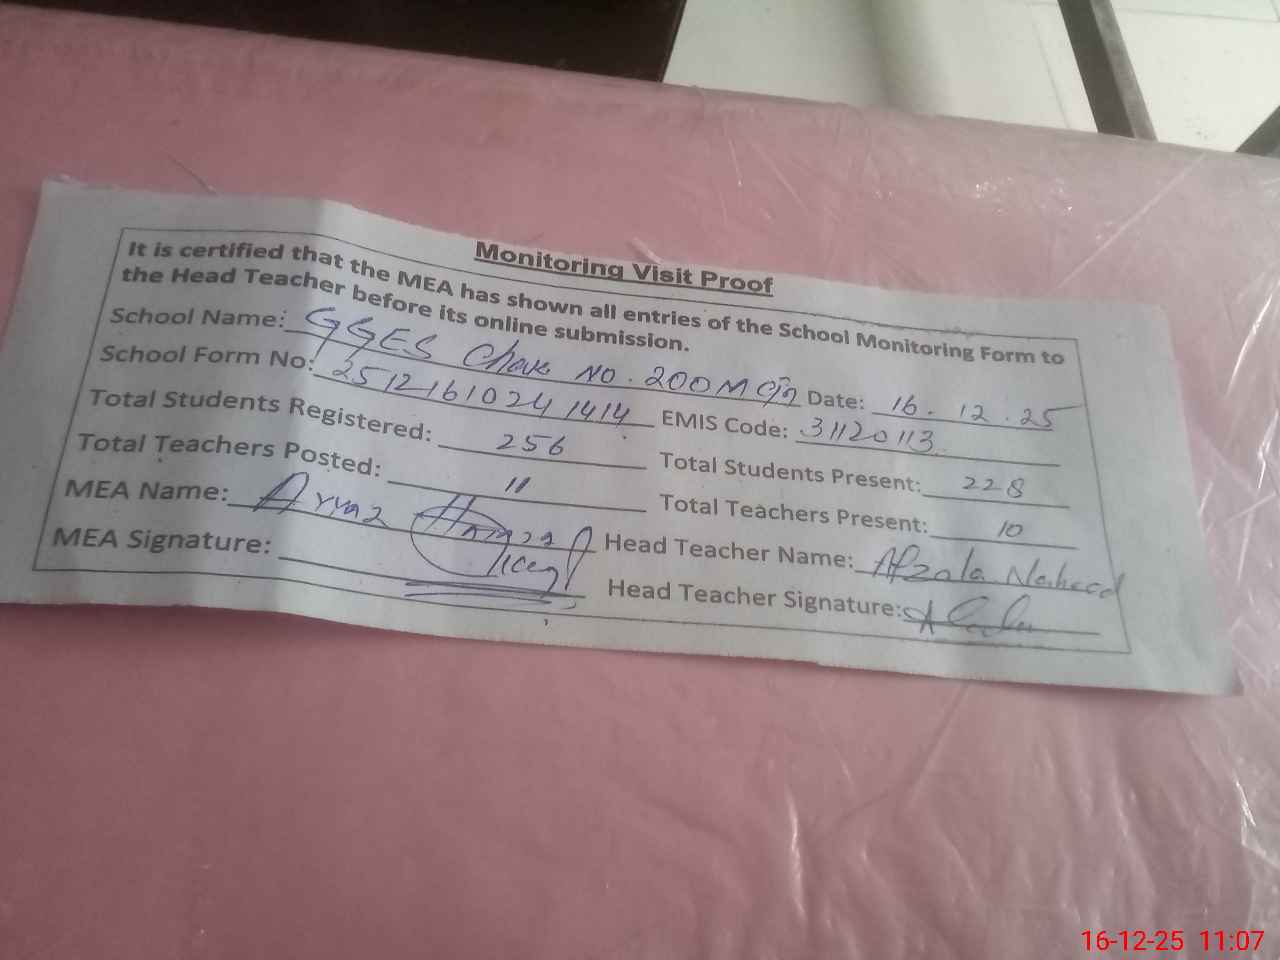 Monitoring Visit Proof
It is certified that the MEA has shown all entries of the School Monitoring Form to
the Head Teacher before its online submission.
School Name: GGES Chak NO. 200 M Date: 16.12.25
School Form No: 2512161024 1414 EMIS Code: 31120113
Total Students Registered: 256 Total Students Present: 228
Total Teachers Posted: 11 Total Teachers Present: 10
MEA Name: Head Teacher Name: Afzala Naheed
MEA Signature: Head Teacher Signature:
16-12-25 11:07